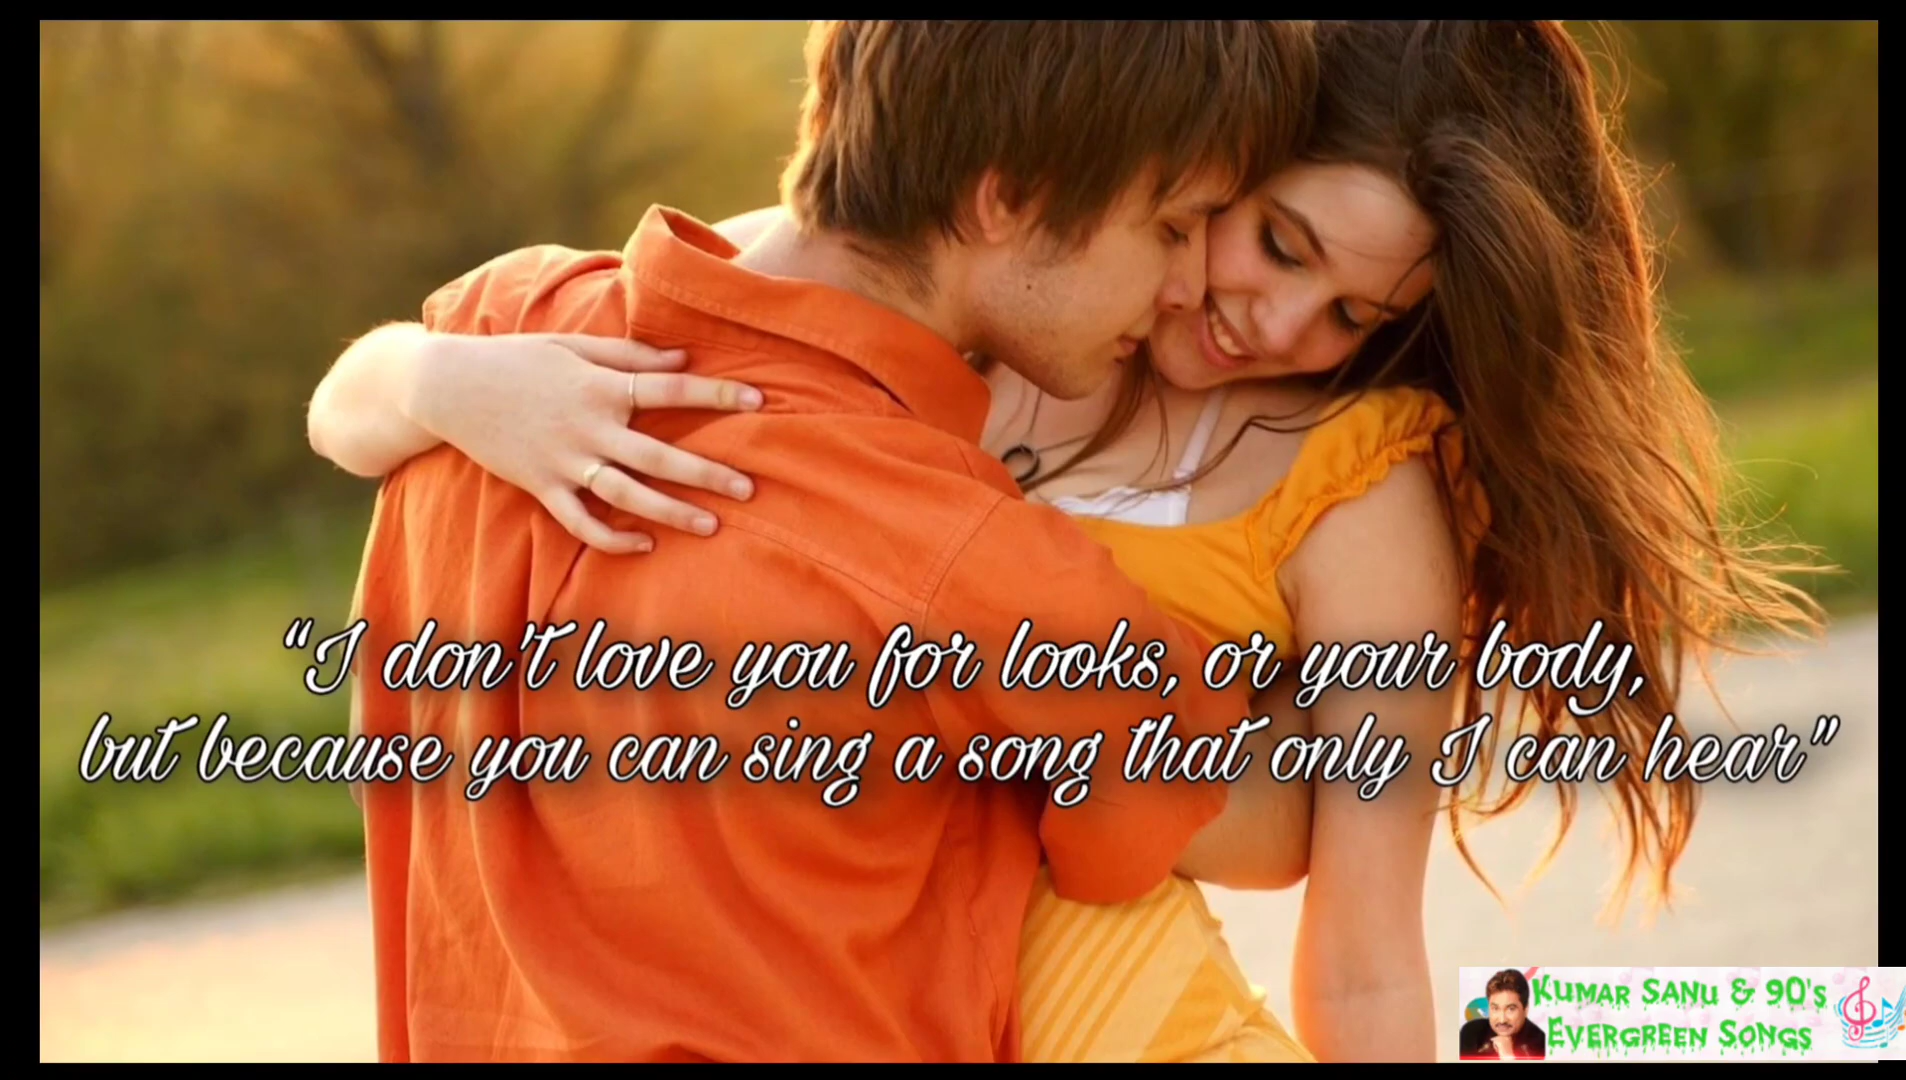 “I don't love you for looks, or your body,
but because you can sing a song that only I can hear”
Kumar Sanu & 90's
Evergreen Songs